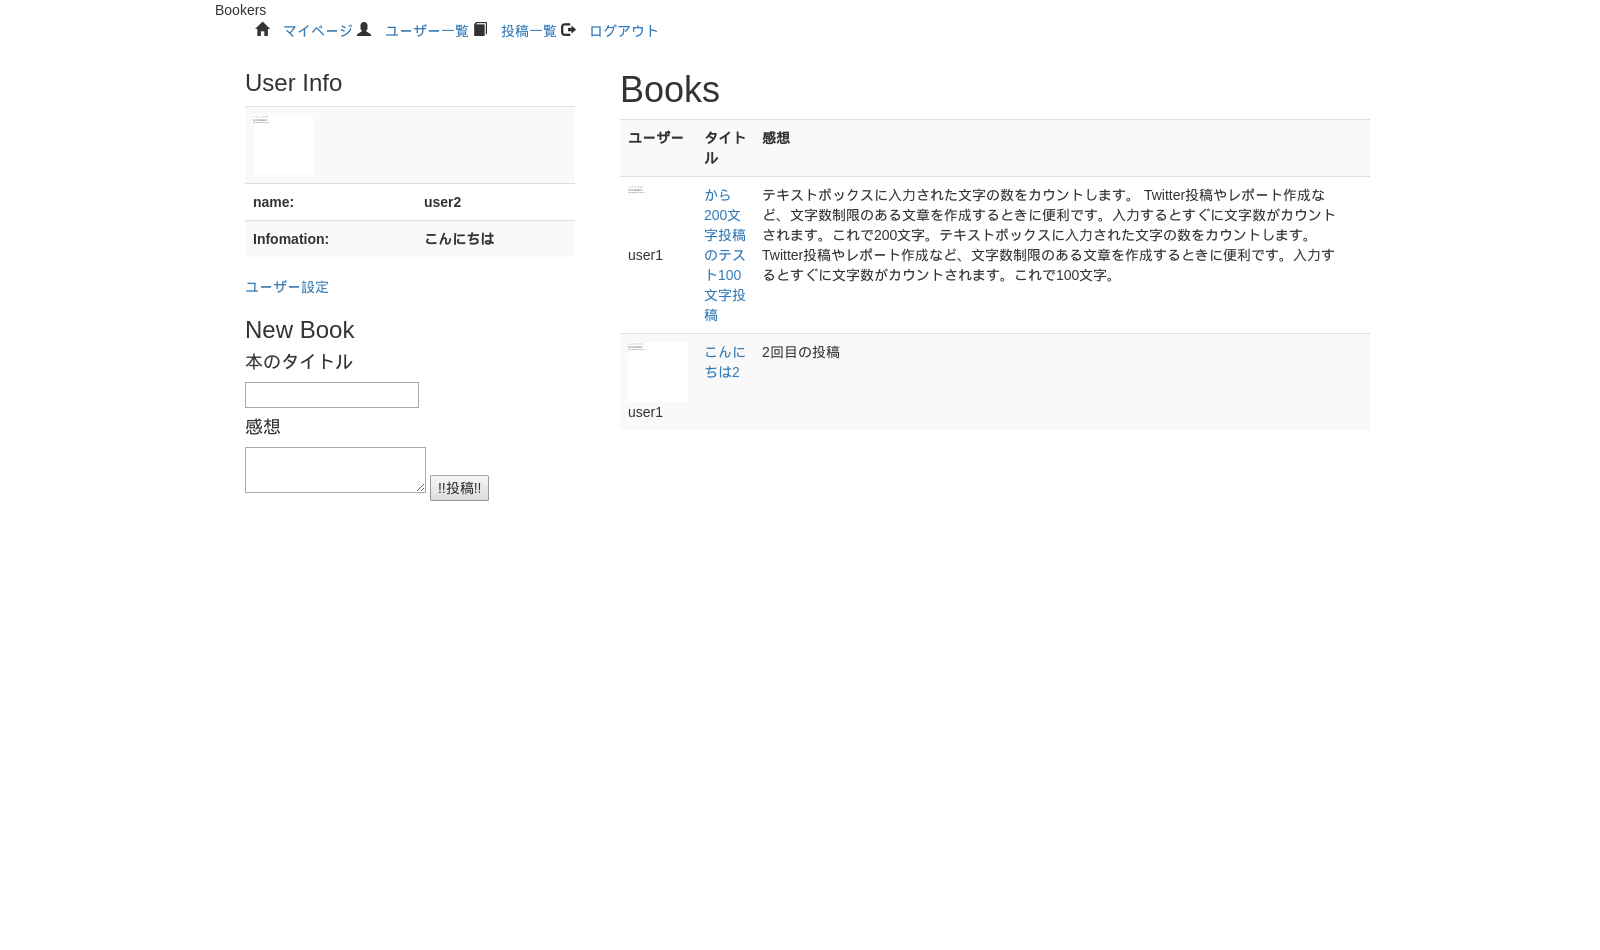 Bookers
マイページ ユーザー一覧 投稿一覧 ログアウト
User Info
name: user2
Infomation: こんにちは
ユーザー設定
New Book
本のタイトル
感想
!!投稿!!
Books
ユーザー タイト
ル
感想
user1
から
200文
字投稿
のテス
ト100
文字投
稿
テキストボックスに入力された文字の数をカウントします。 Twitter投稿やレポート作成な
ど、文字数制限のある文章を作成するときに便利です。入力するとすぐに文字数がカウント
されます。これで200文字。テキストボックスに入力された文字の数をカウントします。
Twitter投稿やレポート作成など、文字数制限のある文章を作成するときに便利です。入力す
るとすぐに文字数がカウントされます。これで100文字。
user1
こんに
ちは2
2回目の投稿